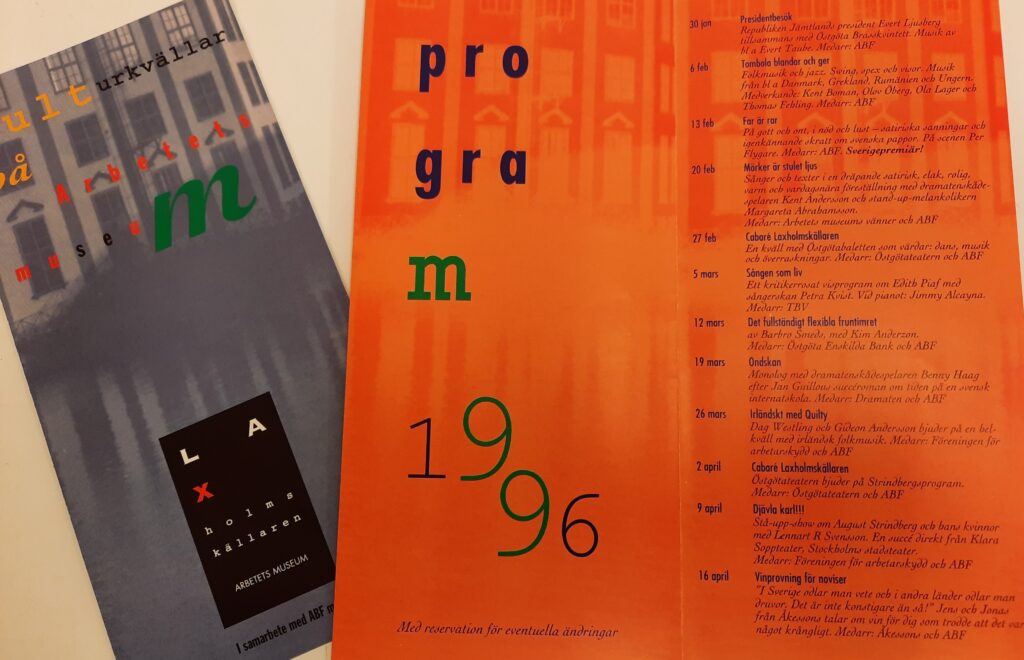 ulturkvällar
på Arbetets
museum
L A
X
holms
källaren
ARBETETS MUSEUM
I samarbete med ABF
pro
gra
m
1996
Med reservation för eventuella ändringar
30 jan Presidentbesök
Republiken Jämtlands president Evert Ljusberg
tillsammans med Östgöta Brasskvintett. Musik av
bl a Evert Taube. Medarr: ABF
6 feb Tombola blandar och ger
Folkmusik och jazz. Swing, spex och visor. Musik
från bl a Danmark, Grekland, Rumänien och Ungern.
Medverkande: Kent Boman, Olov Öberg, Ola Lager och
Thomas Fehling. Medarr: ABF
13 feb Far är rar
På gott och ont, i nöd och lust – satiriska sanningar och
igenkännande skratt om svenska pappor. På scenen Per
Flygare. Medarr: ABF. Sverigepremiär!
20 feb Mörker är stulet ljus
Sånger och texter i en dräpande satirisk, elak, rolig,
varm och vardagsnära föreställning med dramatenskåde-
spelaren Kent Andersson och stand-up-melankolikern
Margareta Abrahamsson.
Medarr: Arbetets museums vänner och ABF
27 feb Cabaré Laxholmskällaren
En kväll med Östgötabaletten som värdar: dans, musik
och överraskningar. Medarr: Östgötateatern och ABF
5 mars Sången som liv
Ett kritikerrosat visprogram om Edith Piaf med
sångerskan Petra Kvist. Vid pianot: Jimmy Alcayna.
Medarr: TBV
12 mars Det fullständigt flexibla fruntimret
av Barbro Smeds, med Kim Anderzon.
Medarr: Östgöta Enskilda Bank och ABF
19 mars Ondskan
Monolog med dramatenskådespelaren Benny Haag
efter Jan Guillous succéroman om tiden på en svensk
internatskola. Medarr: Dramaten och ABF
26 mars Irländskt med Quilty
Dag Westling och Gideon Andersson bjuder på en hel-
kväll med irländsk folkmusik. Medarr: Föreningen för
arbetarskydd och ABF
2 april Cabaré Laxholmskällaren
Östgötateatern bjuder på Strindbergsprogram.
Medarr: Östgötateatern och ABF
9 april Djävla karl!!!!
Stå-upp-show om August Strindberg och hans kvinnor
med Lennart R Svensson. En succé direkt från Klara
Soppteater, Stockholms stadsteater.
Medarr: Föreningen för arbetarskydd och ABF
16 april Vinprovning för noviser
"I Sverige odlar man vete och i andra länder odlar man
druvor. Det är inte konstigare än så!" Jens och Jonas
från Åkessons talar om vin för dig som trodde att det var
något krångligt. Medarr: Åkessons och ABF